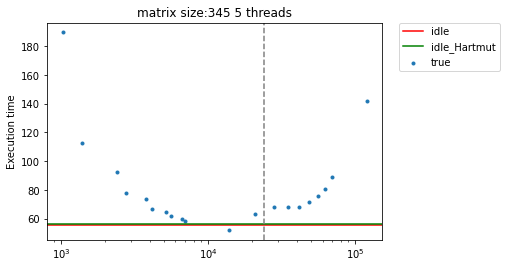 matrix size:345 5 threads
idle
idle_Hartmut
true
Execution time
180
160
140
120
100
80
60
10³
10⁴
10⁵